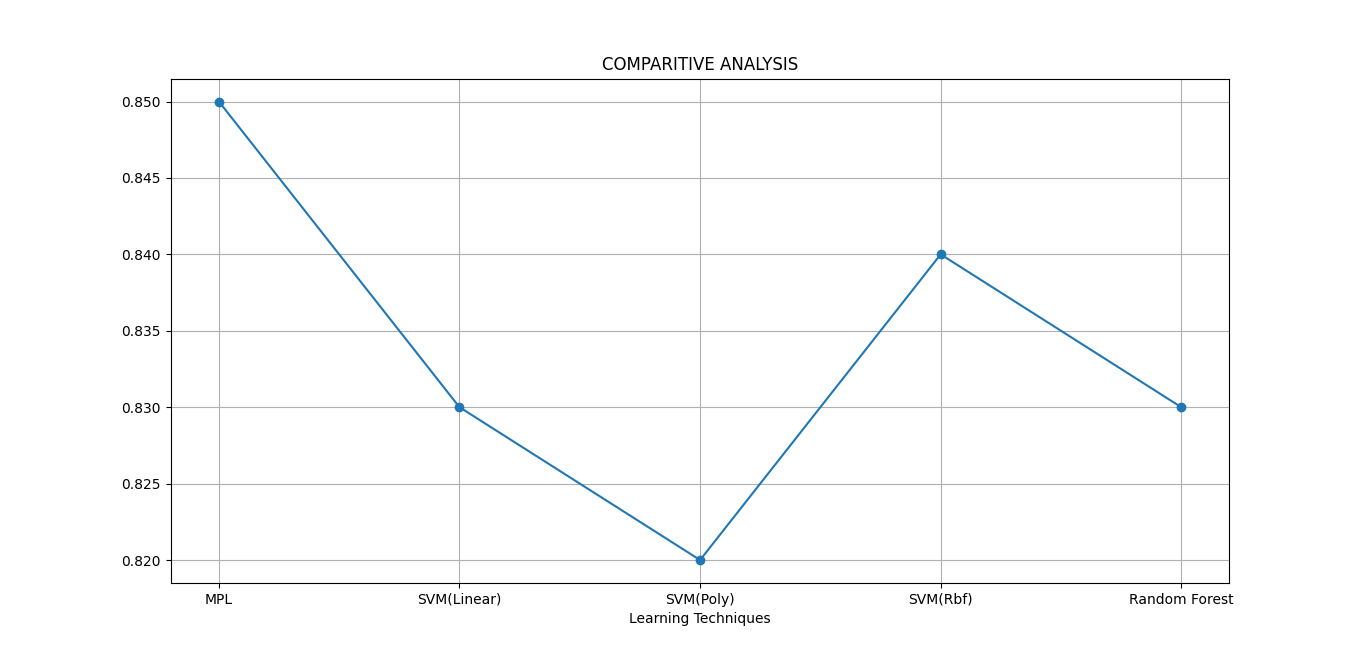 COMPARITIVE ANALYSIS
0.850
0.845
0.840
0.835
0.830
0.825
0.820
MPL SVM(Linear) SVM(Poly) SVM(Rbf) Random Forest
Learning Techniques